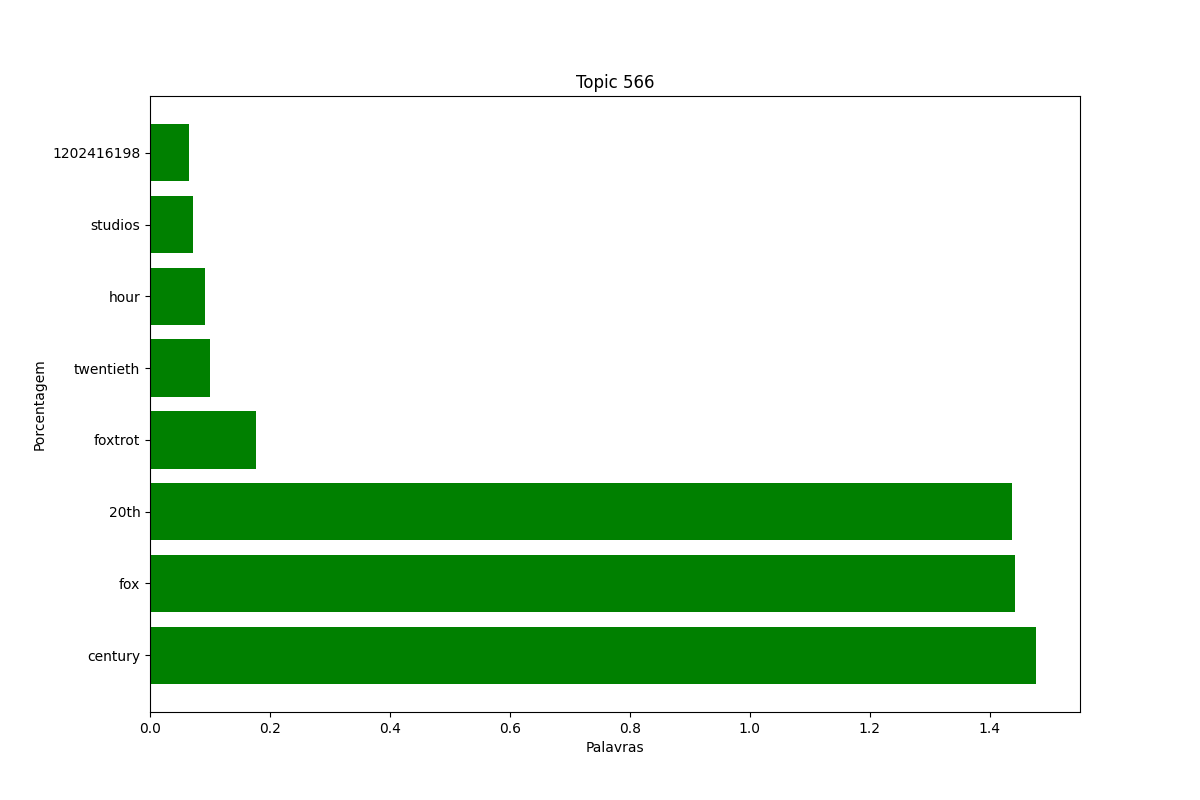 Topic 566
1202416198
studios
hour
twentieth
foxtrot
20th
fox
century
Porcentagem
0.0 0.2 0.4 0.6 0.8 1.0 1.2 1.4
Palavras